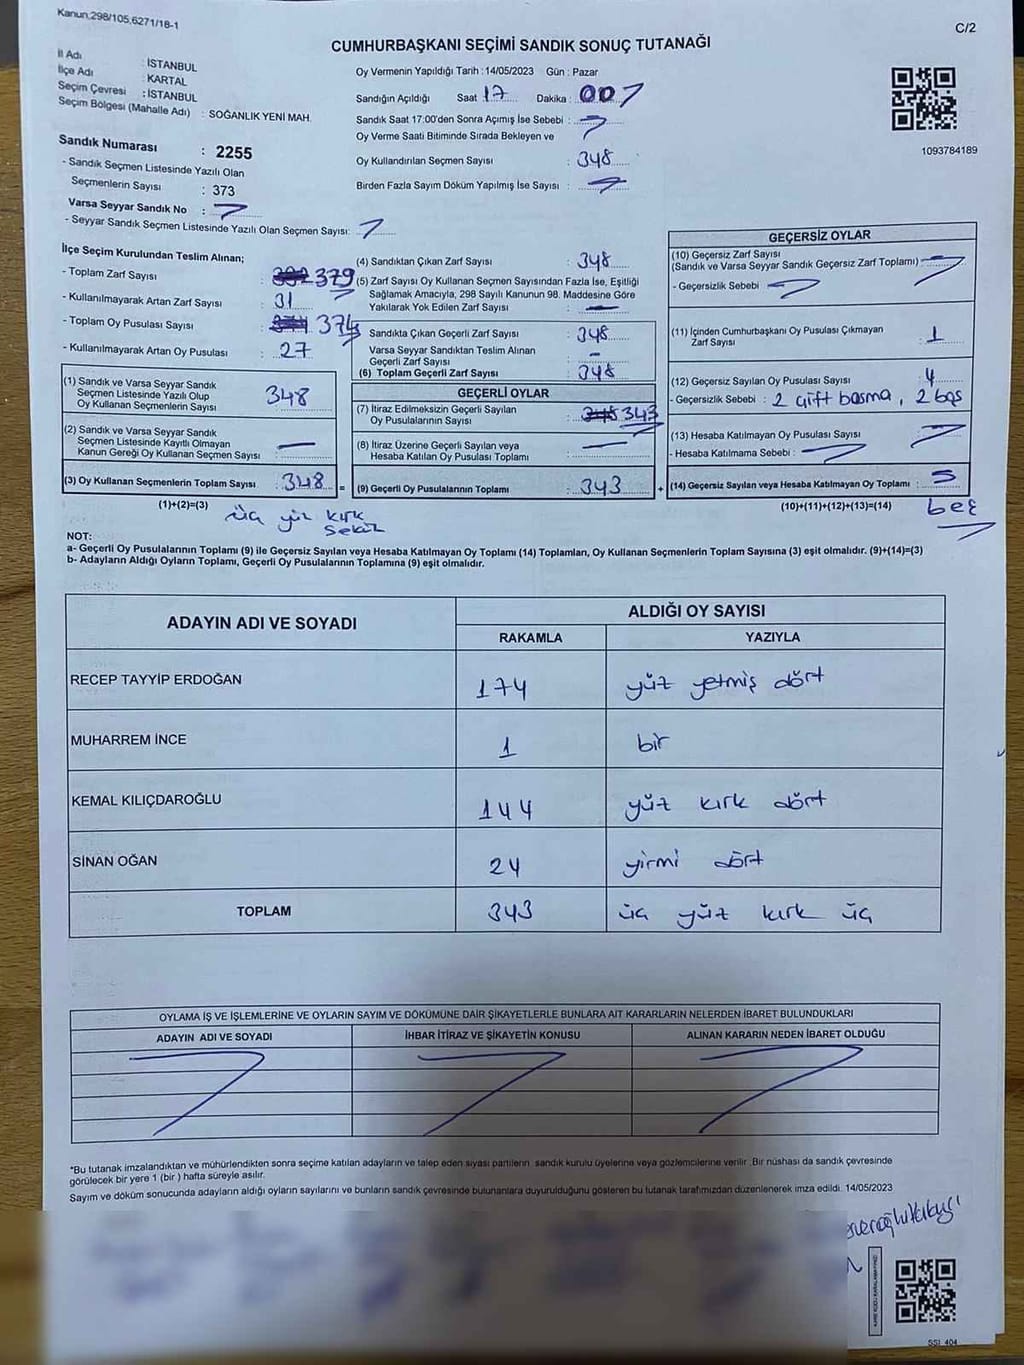 Kanun,298/105,6271/18-1
C/2
CUMHURBAŞKANI SEÇİMİ SANDIK SONUÇ TUTANAĞI
İl Adı : İSTANBUL
İlçe Adı : KARTAL
Seçim Çevresi : İSTANBUL
Seçim Bölgesi (Mahalle Adı) : SOĞANLIK YENİ MAH.
Oy Vermenin Yapıldığı Tarih : 14/05/2023 Gün : Pazar
Sandığın Açıldığı Saat 17 Dakika : 00
Sandık Saat 17:00'den Sonra Açımış İse Sebebi :
Oy Verme Saati Bitiminde Sırada Bekleyen ve
Oy Kullandırılan Seçmen Sayısı : 348
Birden Fazla Sayım Döküm Yapılmış İse Sayısı :
1093784189
Sandık Numarası : 2255
- Sandık Seçmen Listesinde Yazılı Olan
Seçmenlerin Sayısı : 373
Varsa Seyyar Sandık No :
- Seyyar Sandık Seçmen Listesinde Yazılı Olan Seçmen Sayısı:
İlçe Seçim Kurulundan Teslim Alınan;
- Toplam Zarf Sayısı : 379
- Kullanılmayarak Artan Zarf Sayısı : 31
- Toplam Oy Pusulası Sayısı : 374
- Kullanılmayarak Artan Oy Pusulası : 27
(1) Sandık ve Varsa Seyyar Sandık
Seçmen Listesinde Yazılı Olup
Oy Kullanan Seçmenlerin Sayısı 348
(2) Sandık ve Varsa Seyyar Sandık
Seçmen Listesinde Kayıtlı Olmayan
Kanun Gereği Oy Kullanan Seçmen Sayısı : —
(3) Oy Kullanan Seçmenlerin Toplam Sayısı : 348
(1)+(2)=(3)
üç yüz kırk
sekiz
(4) Sandıktan Çıkan Zarf Sayısı : 348
(5) Zarf Sayısı Oy Kullanan Seçmen Sayısından Fazla İse, Eşitliği
Sağlamak Amacıyla, 298 Sayılı Kanunun 98. Maddesine Göre
Yakılarak Yok Edilen Zarf Sayısı : —
Sandıkta Çıkan Geçerli Zarf Sayısı : 348
Varsa Seyyar Sandıktan Teslim Alınan
Geçerli Zarf Sayısı : -
(6) Toplam Geçerli Zarf Sayısı : 348
GEÇERLİ OYLAR
(7) İtiraz Edilmeksizin Geçerli Sayılan
Oy Pusulalarının Sayısı : 343
(8) İtiraz Üzerine Geçerli Sayılan veya
Hesaba Katılan Oy Pusulası Toplamı : —
= (9) Geçerli Oy Pusulalarının Toplamı : 343
GEÇERSİZ OYLAR
(10) Geçersiz Zarf Sayısı
(Sandık ve Varsa Seyyar Sandık Geçersiz Zarf Toplamı) :
- Geçersizlik Sebebi :
(11) İçinden Cumhurbaşkanı Oy Pusulası Çıkmayan
Zarf Sayısı : 1
(12) Geçersiz Sayılan Oy Pusulası Sayısı : 4
- Geçersizlik Sebebi : 2 çift basma, 2 boş
(13) Hesaba Katılmayan Oy Pusulası Sayısı :
- Hesaba Katılmama Sebebi :
+ (14) Geçersiz Sayılan veya Hesaba Katılmayan Oy Toplamı : 5
(10)+(11)+(12)+(13)=(14)
beş
NOT:
a- Geçerli Oy Pusulalarının Toplamı (9) ile Geçersiz Sayılan veya Hesaba Katılmayan Oy Toplamı (14) Toplamları, Oy Kullanan Seçmenlerin Toplam Sayısına (3) eşit olmalıdır. (9)+(14)=(3)
b- Adayların Aldığı Oyların Toplamı, Geçerli Oy Pusulalarının Toplamına (9) eşit olmalıdır.
ADAYIN ADI VE SOYADI
ALDIĞI OY SAYISI
RAKAMLA YAZIYLA
RECEP TAYYİP ERDOĞAN 174 yüz yetmiş dört
MUHARREM İNCE 1 bir
KEMAL KILIÇDAROĞLU 144 yüz kırk dört
SİNAN OĞAN 24 yirmi dört
TOPLAM 343 üç yüz kırk üç
OYLAMA İŞ VE İŞLEMLERİNE VE OYLARIN SAYIM VE DÖKÜMÜNE DAİR ŞİKAYETLERLE BUNLARA AİT KARARLARIN NELERDEN İBARET BULUNDUKLARI
ADAYIN ADI VE SOYADI İHBAR İTİRAZ VE ŞİKAYETİN KONUSU ALINAN KARARIN NEDEN İBARET OLDUĞU
*Bu tutanak imzalandıktan ve mühürlendikten sonra seçime katılan adayların ve talep eden siyasi partilerin, sandık kurulu üyelerine veya gözlemcilerine verilir. Bir nüshası da sandık çevresinde
görülecek bir yere 1 (bir) hafta süreyle asılır.
Sayım ve döküm sonucunda adayların aldığı oyların sayılarını ve bunların sandık çevresinde bulunanlara duyurulduğunu gösteren bu tutanak tarafımızdan düzenlenerek imza edildi. 14/05/2023
SSİ 404